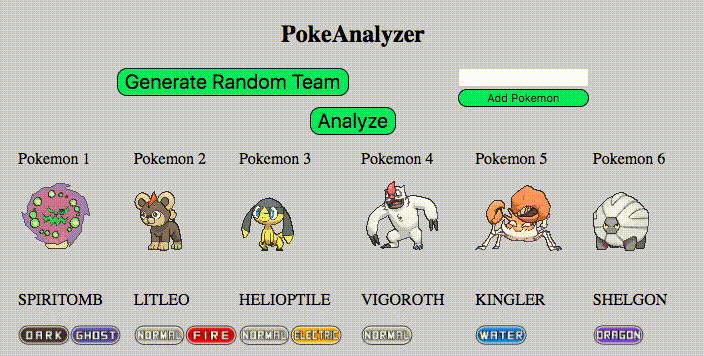 PokeAnalyzer
Generate Random Team
Add Pokemon
Analyze
Pokemon 1 Pokemon 2 Pokemon 3 Pokemon 4 Pokemon 5 Pokemon 6
SPIRITOMB LITLEO HELIOPTILE VIGOROTH KINGLER SHELGON
DARK GHOST NORMAL FIRE NORMAL ELECTRIC NORMAL WATER DRAGON